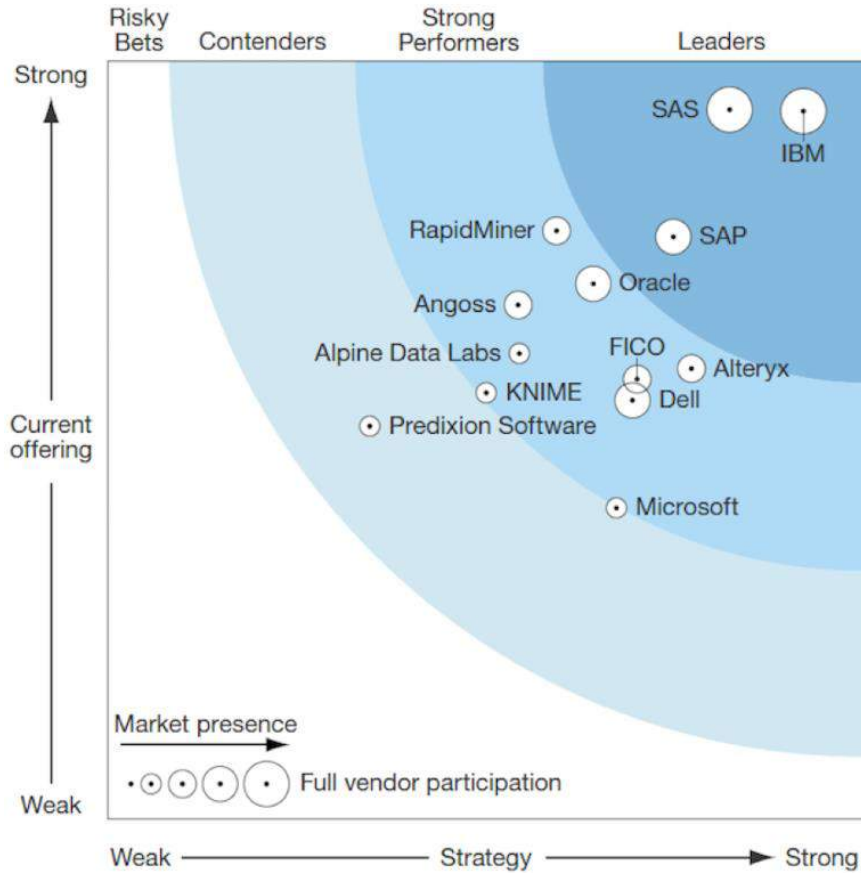 Risky
Bets
Contenders
Strong
Performers
Leaders
Strong
SAS
IBM
RapidMiner
SAP
Oracle
Angoss
Alpine Data Labs
FICO
Alteryx
KNIME
Dell
Current
offering
Predixion Software
Microsoft
Market presence
Full vendor participation
Weak
Weak
Strategy
Strong